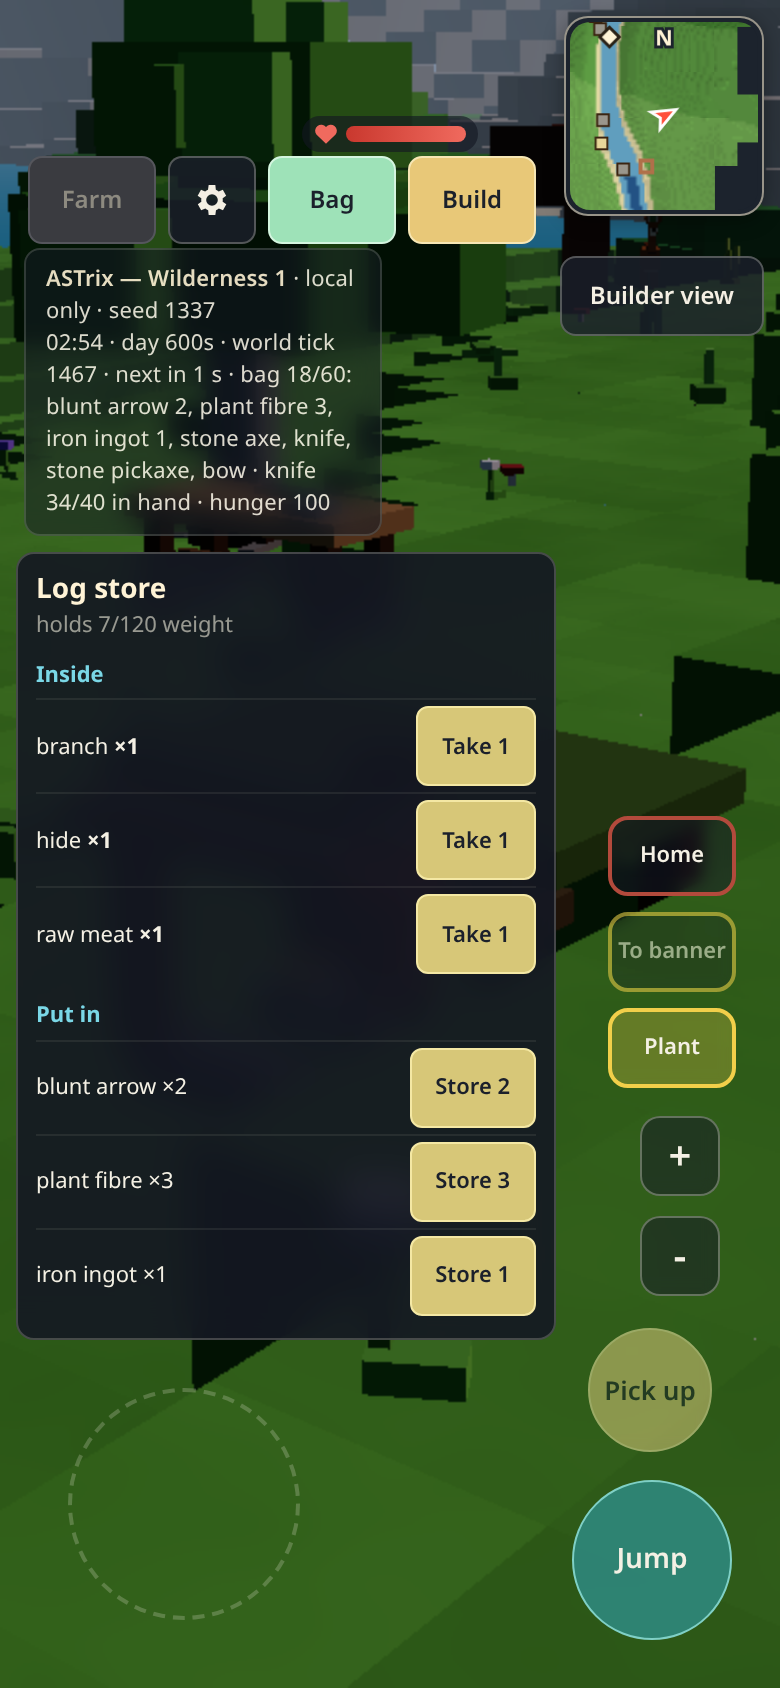 N
Farm
Bag
Build
Builder view
ASTrix — Wilderness 1 · local
only · seed 1337
02:54 · day 600s · world tick
1467 · next in 1 s · bag 18/60:
blunt arrow 2, plant fibre 3,
iron ingot 1, stone axe, knife,
stone pickaxe, bow · knife
34/40 in hand · hunger 100
Log store
holds 7/120 weight
Inside
branch ×1
Take 1
hide ×1
Take 1
raw meat ×1
Take 1
Put in
blunt arrow ×2
Store 2
plant fibre ×3
Store 3
iron ingot ×1
Store 1
Home
To banner
Plant
+
-
Pick up
Jump